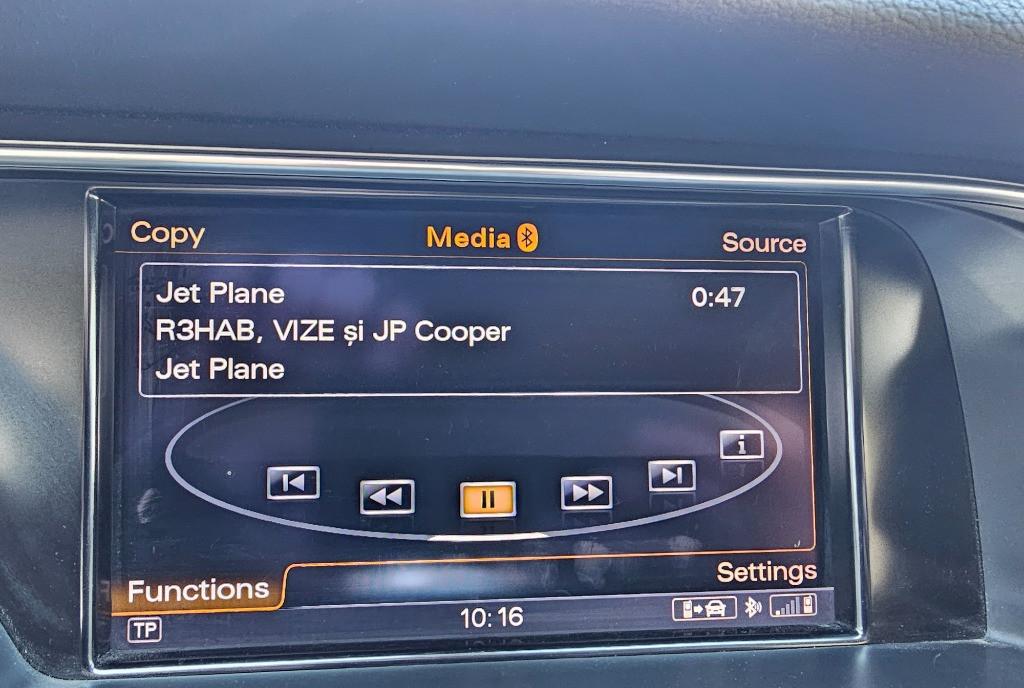 Copy
Media
Source
Jet Plane
0:47
R3HAB, VIZE și JP Cooper
Jet Plane
i
Functions
Settings
TP
10:16